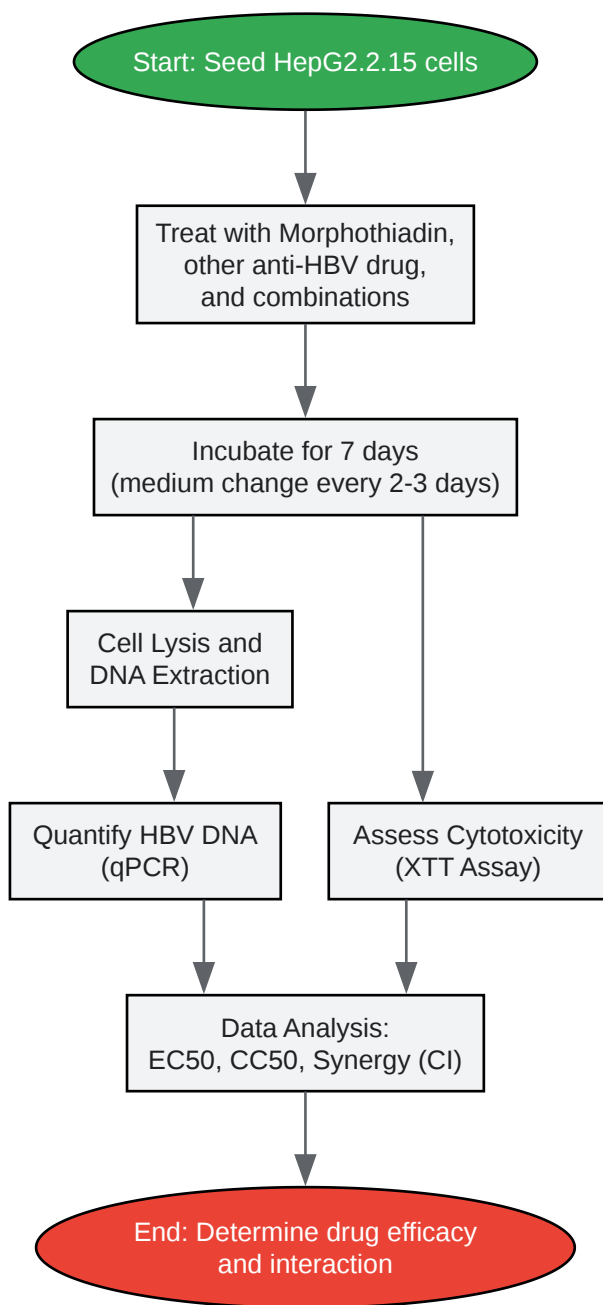 Start: Seed HepG2.2.15 cells
Treat with Morphothiadin,
other anti-HBV drug,
and combinations
Incubate for 7 days
(medium change every 2-3 days)
Cell Lysis and
DNA Extraction
Quantify HBV DNA
(qPCR)
Assess Cytotoxicity
(XTT Assay)
Data Analysis:
EC50, CC50, Synergy (CI)
End: Determine drug efficacy
and interaction